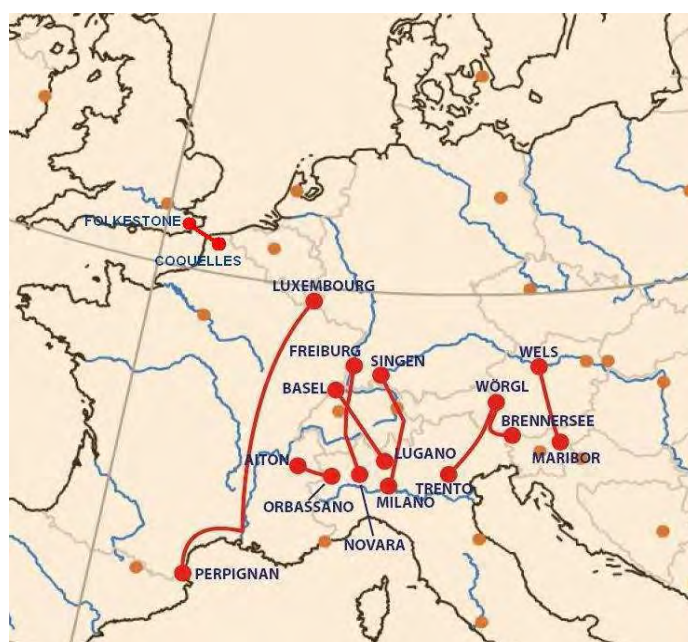 FOLKESTONE
COQUELLES
LUXEMBOURG
FREIBURG
SINGEN
WELS
BASEL
WÖRGL
BRENNERSEE
AITON
LUGANO
MARIBOR
ORBASSANO
MILANO
TRENTO
NOVARA
PERPIGNAN